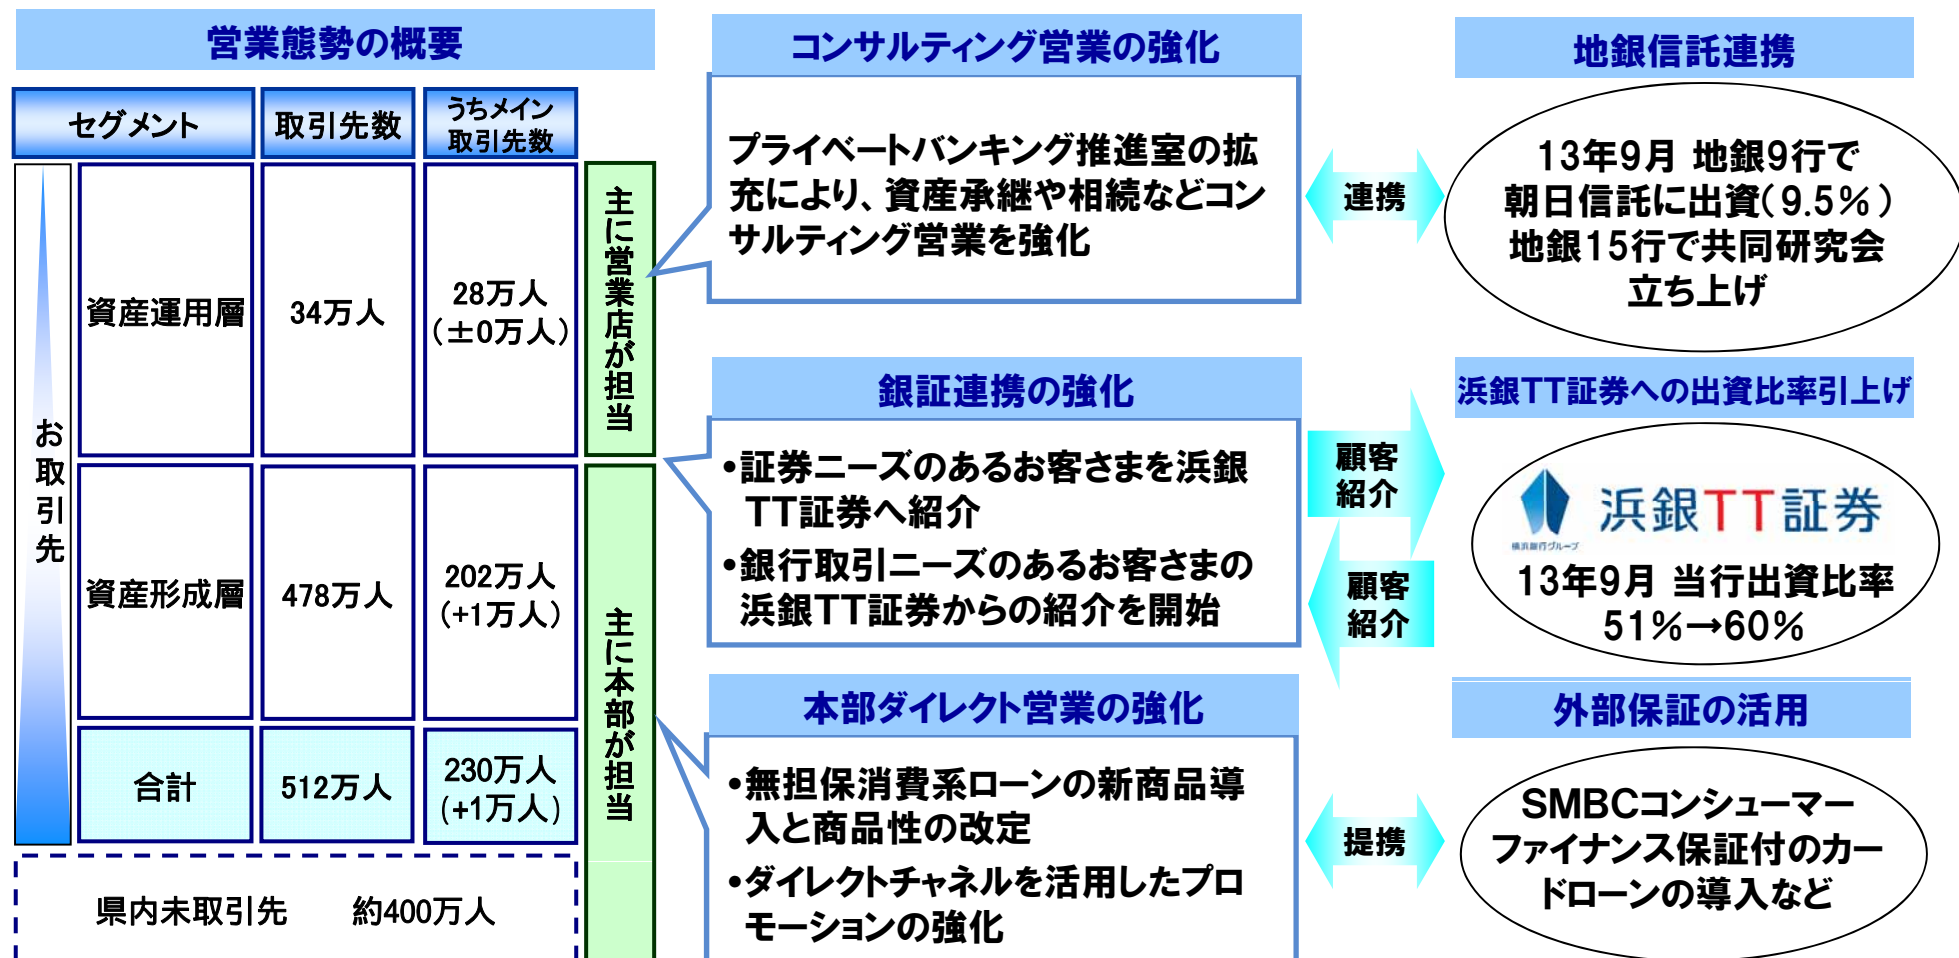 営業態勢の概要
セグメント
取引先数
うちメイン
取引先数
お取引先
資産運用層
34万人
28万人
(±0万人)
資産形成層
478万人
202万人
(+1万人)
合計
512万人
230万人
(+1万人)
県内未取引先 約400万人
主に営業店が担当
主に本部が担当
コンサルティング営業の強化
プライベートバンキング推進室の拡
充により、資産承継や相続などコン
サルティング営業を強化
連携
地銀信託連携
13年9月 地銀9行で
朝日信託に出資(9.5%)
地銀15行で共同研究会
立ち上げ
銀証連携の強化
•証券ニーズのあるお客さまを浜銀
TT証券へ紹介
•銀行取引ニーズのあるお客さまの
浜銀TT証券からの紹介を開始
顧客
紹介
顧客
紹介
浜銀TT証券への出資比率引上げ
浜銀TT証券
横浜銀行グループ
13年9月 当行出資比率
51%→60%
本部ダイレクト営業の強化
•無担保消費系ローンの新商品導
入と商品性の改定
•ダイレクトチャネルを活用したプロ
モーションの強化
提携
外部保証の活用
SMBCコンシューマー
ファイナンス保証付のカー
ドローンの導入など